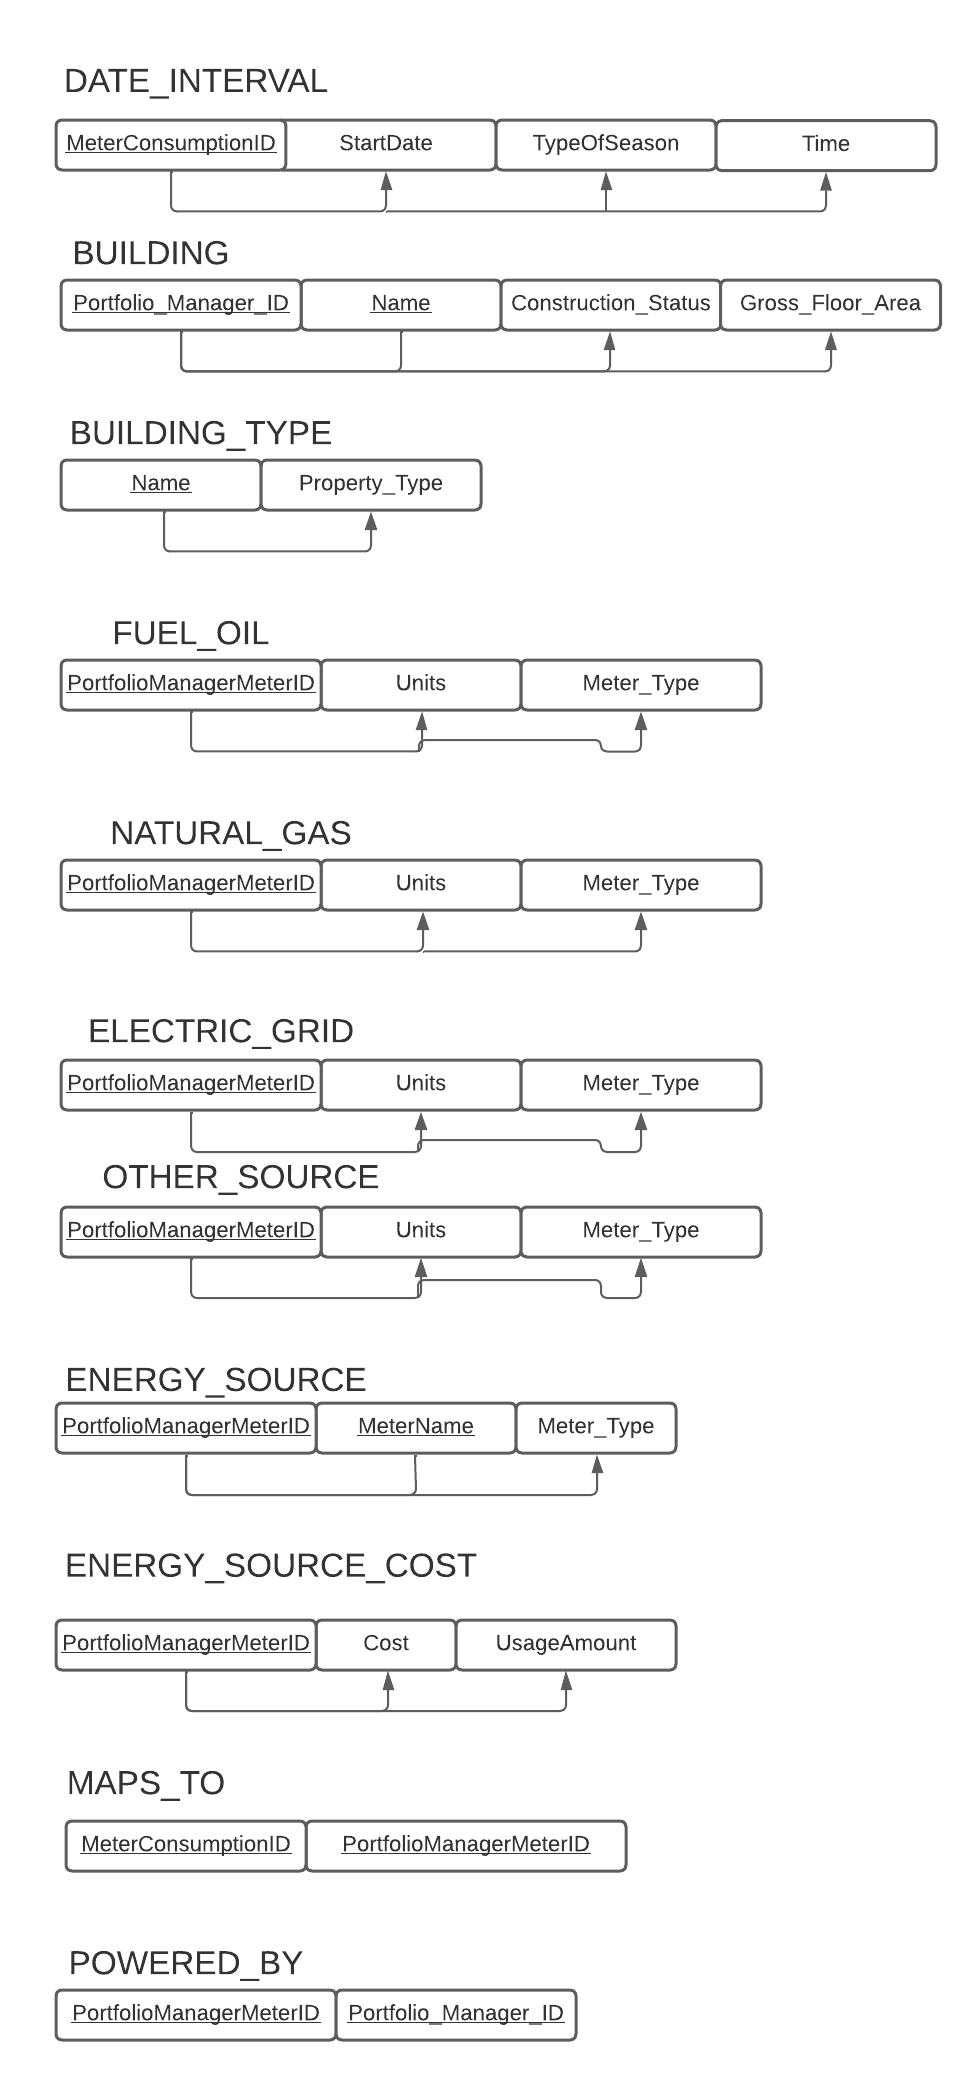 DATE_INTERVAL
MeterConsumptionID StartDate TypeOfSeason Time
BUILDING
Portfolio_Manager_ID Name Construction_Status Gross_Floor_Area
BUILDING_TYPE
Name Property_Type
FUEL_OIL
PortfolioManagerMeterID Units Meter_Type
NATURAL_GAS
PortfolioManagerMeterID Units Meter_Type
ELECTRIC_GRID
PortfolioManagerMeterID Units Meter_Type
OTHER_SOURCE
PortfolioManagerMeterID Units Meter_Type
ENERGY_SOURCE
PortfolioManagerMeterID MeterName Meter_Type
ENERGY_SOURCE_COST
PortfolioManagerMeterID Cost UsageAmount
MAPS_TO
MeterConsumptionID PortfolioManagerMeterID
POWERED_BY
PortfolioManagerMeterID Portfolio_Manager_ID